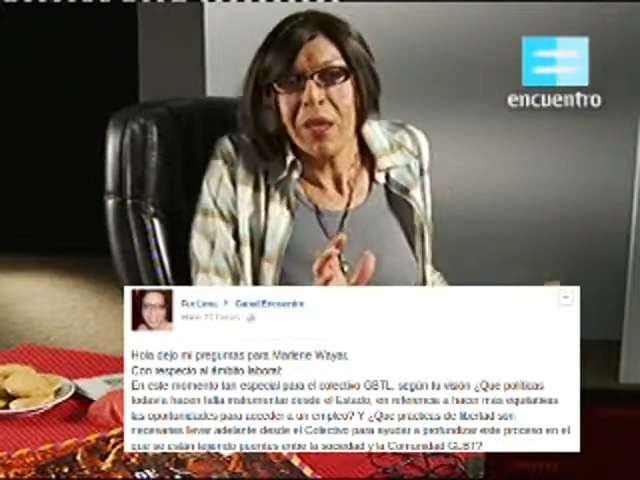 encuentro
Canal Encuentro
Hola dejo mi preguntas para Marlene Wayar.
Con respecto al ámbito laboral:
En este momento tan especial para el colectivo GBTL, según tu visión ¿Que políticas
todavía hacen falta instrumentar desde el Estado, en referencia a hacer más equitativas
las oportunidades para acceder a un empleo? Y ¿Que prácticas de libertad son
necesarias llevar adelante desde el Colectivo para ayudar a profundizar este proceso en el
que se están tejiendo puentes entre la sociedad y la Comunidad GLBT?